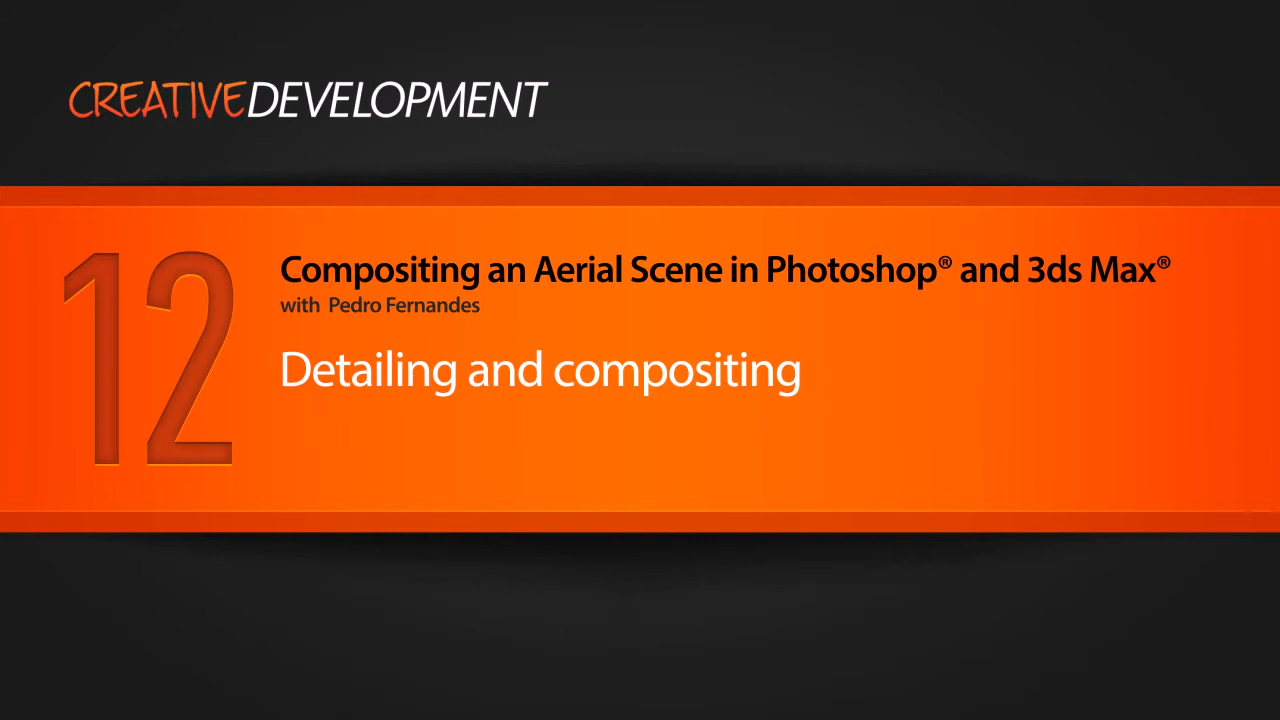 CREATIVEDEVELOPMENT
12
Compositing an Aerial Scene in Photoshop® and 3ds Max®
with Pedro Fernandes
Detailing and compositing